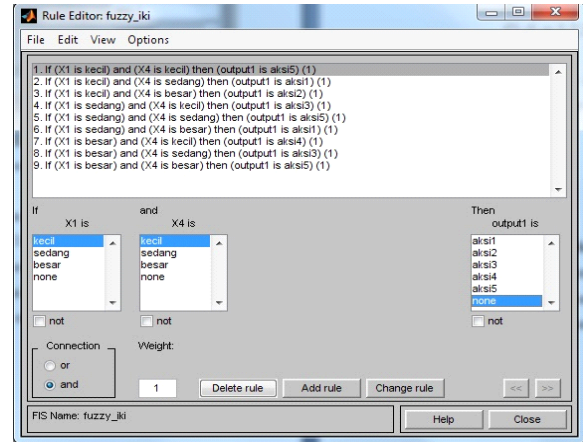 Rule Editor: fuzzy_iki
File Edit View Options
1. If (X1 is kecil) and (X4 is kecil) then (output1 is aksi5) (1)
2. If (X1 is kecil) and (X4 is sedang) then (output1 is aksi1) (1)
3. If (X1 is kecil) and (X4 is besar) then (output1 is aksi2) (1)
4. If (X1 is sedang) and (X4 is kecil) then (output1 is aksi3) (1)
5. If (X1 is sedang) and (X4 is sedang) then (output1 is aksi5) (1)
6. If (X1 is sedang) and (X4 is besar) then (output1 is aksi1) (1)
7. If (X1 is besar) and (X4 is kecil) then (output1 is aksi4) (1)
8. If (X1 is besar) and (X4 is sedang) then (output1 is aksi3) (1)
9. If (X1 is besar) and (X4 is besar) then (output1 is aksi5) (1)
If and Then
X1 is X4 is output1 is
kecil
sedang
besar
none
kecil
sedang
besar
none
aksi1
aksi2
aksi3
aksi4
aksi5
none
not not not
Connection
or
and
Weight:
1 Delete rule Add rule Change rule << >>
FIS Name: fuzzy_iki Help Close